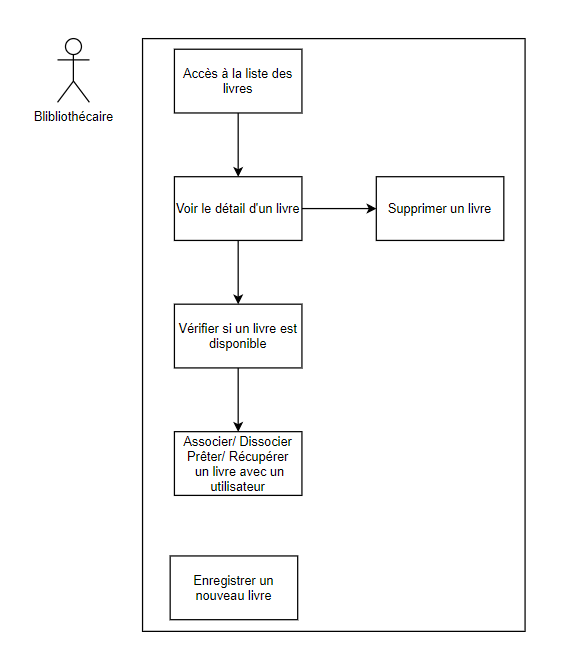 Blibliothécaire
Accès à la liste des
livres
Voir le détail d'un livre
Supprimer un livre
Vérifier si un livre est
disponible
Associer/ Dissocier
Prêter/ Récupérer
un livre avec un
utilisateur
Enregistrer un
nouveau livre